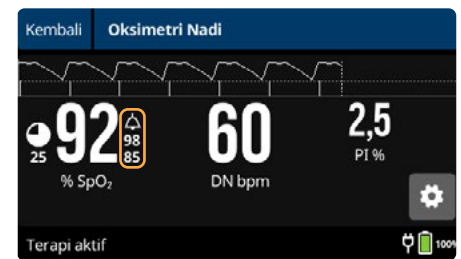 Kembali Oksimetri Nadi
92 98 60 2,5
25 85
% SpO₂ DN bpm PI %
Terapi aktif 100%